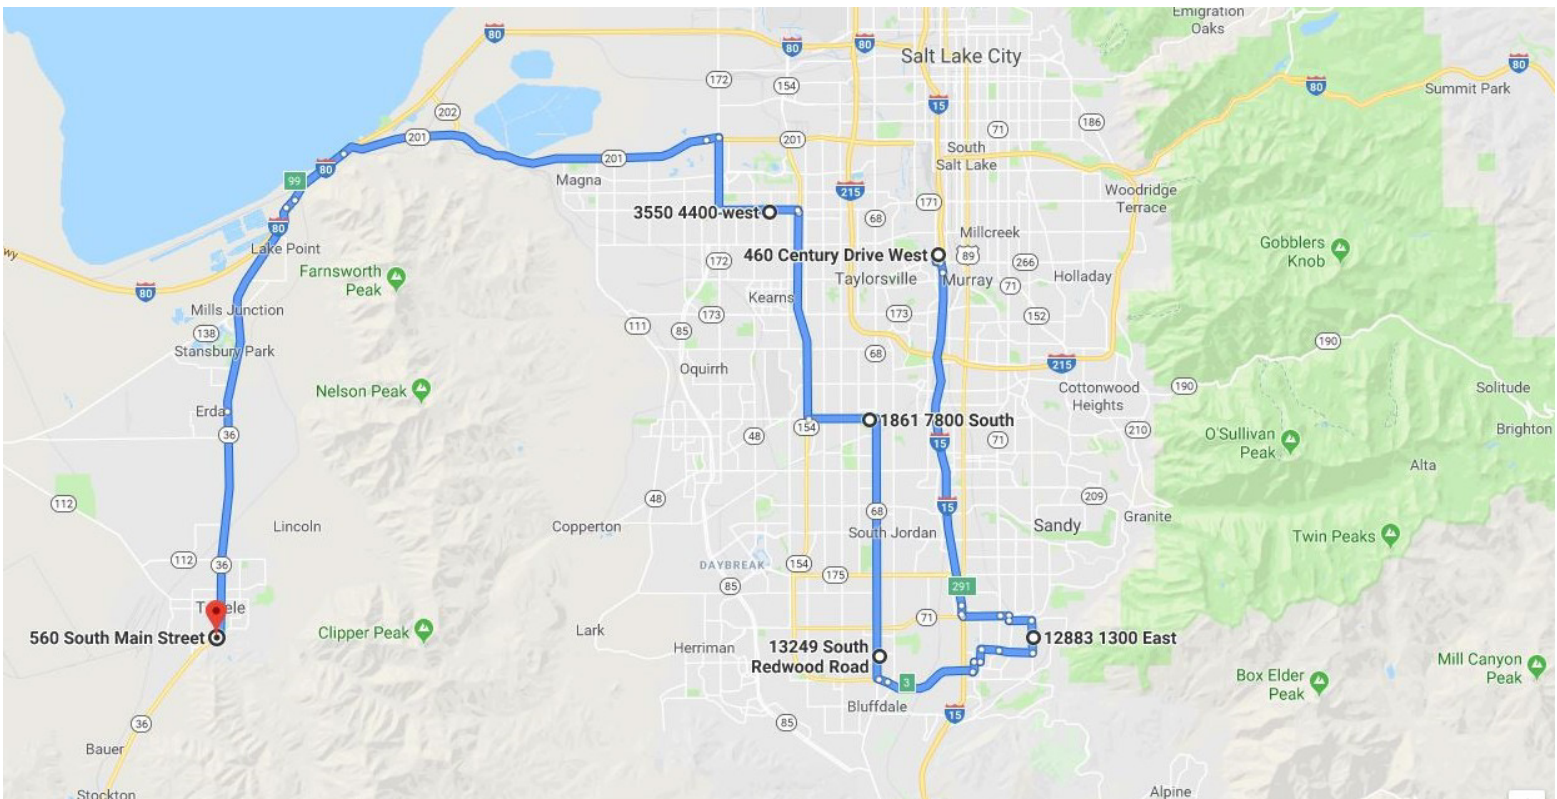 Emigration
Oaks
80
80
80
Salt Lake City
80
80
172
154
Summit Park
15
202
186
201
201
201
71
South
Salt Lake
80
99
Magna
215
Woodridge
Terrace
171
3550 4400 west
68
80
Millcreek
Lake Point
460 Century Drive West
89
Gobblers
Knob
wy
172
266
Farnsworth
Peak
Taylorsville
Murray
Holladay
71
80
Kearns
Mills Junction
173
173
152
111
85
138
190
Stansbury Park
68
215
Oquirrh
Nelson Peak
Cottonwood
Heights
190
Solitude
Erda
1861 7800 South
154
36
48
15
71
210
O'Sullivan
Peak
Brighton
Alta
112
48
209
15
68
Granite
Lincoln
Copperton
South Jordan
Sandy
Twin Peaks
112
36
DAYBREAK
154
175
85
291
T ele
71
560 South Main Street
Clipper Peak
Lark
12883 1300 East
Herriman
13249 South
Redwood Road
Mill Canyon
Peak
3
Box Elder
Peak
Bluffdale
15
36
85
Bauer
Stockton
Alpine